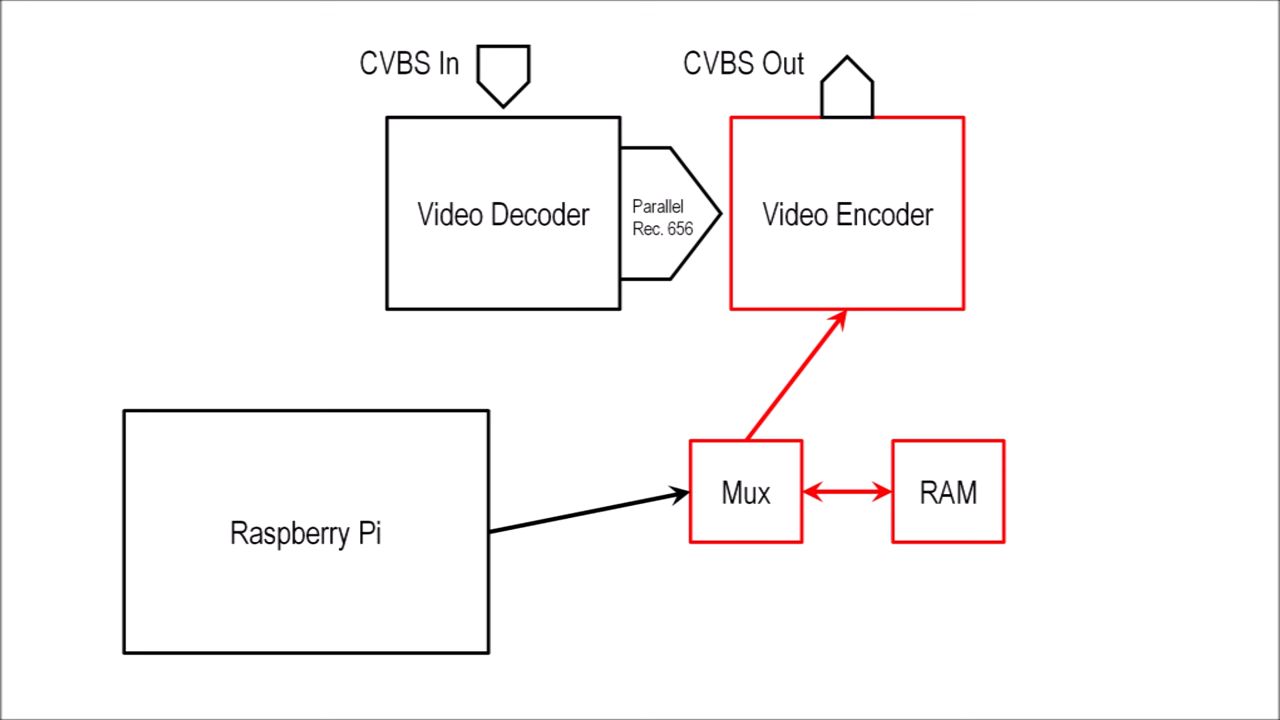 CVBS In
CVBS Out
Video Decoder
Parallel
Rec. 656
Video Encoder
Raspberry Pi
Mux
RAM